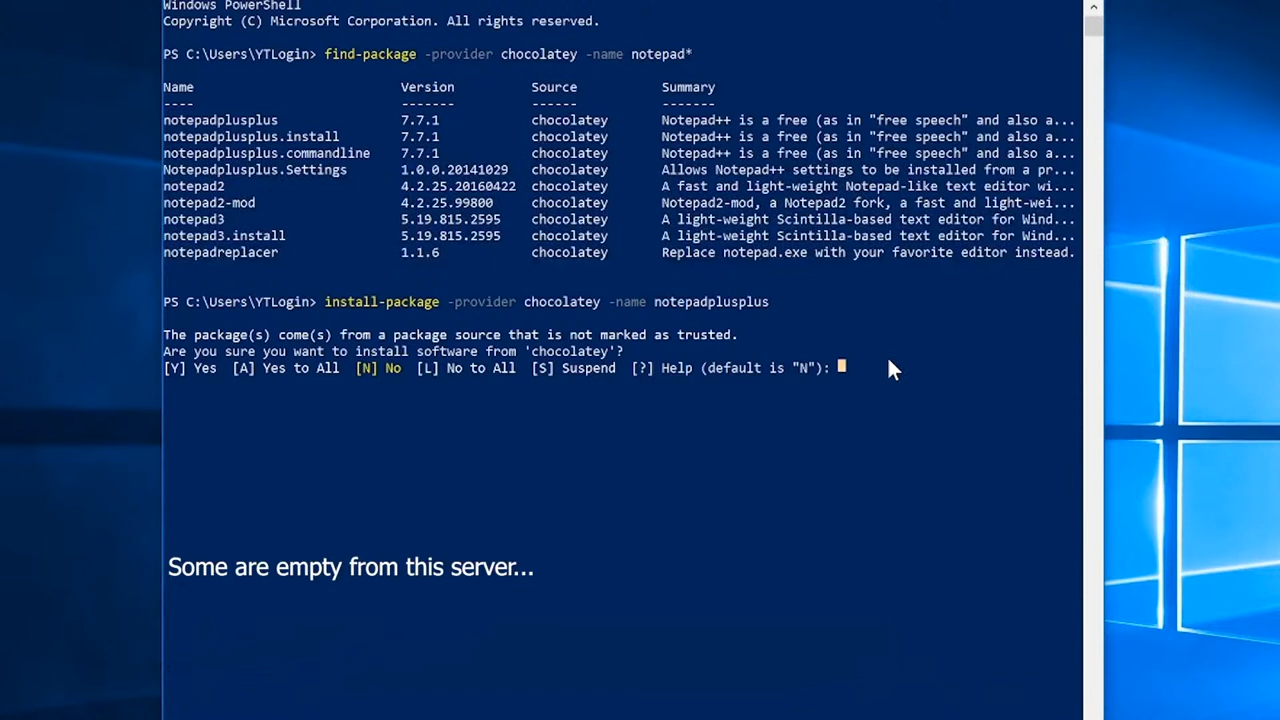 Windows PowerShell
Copyright (C) Microsoft Corporation. All rights reserved.
PS C:\Users\YTLogin> find-package -provider chocolatey -name notepad*
Name Version Source Summary
---- ------- ------ -------
notepadplusplus 7.7.1 chocolatey Notepad++ is a free (as in "free speech" and also a...
notepadplusplus.install 7.7.1 chocolatey Notepad++ is a free (as in "free speech" and also a...
notepadplusplus.commandline 7.7.1 chocolatey Notepad++ is a free (as in "free speech" and also a...
Notepadplusplus.Settings 1.0.0.20141029 chocolatey Allows Notepad++ settings to be installed from a pr...
notepad2 4.2.25.20160422 chocolatey A fast and light-weight Notepad-like text editor wi...
notepad2-mod 4.2.25.99800 chocolatey Notepad2-mod, a Notepad2 fork, a fast and light-wei...
notepad3 5.19.815.2595 chocolatey A light-weight Scintilla-based text editor for Wind...
notepad3.install 5.19.815.2595 chocolatey A light-weight Scintilla-based text editor for Wind...
notepadreplacer 1.1.6 chocolatey Replace notepad.exe with your favorite editor instead.
PS C:\Users\YTLogin> install-package -provider chocolatey -name notepadplusplus
The package(s) come(s) from a package source that is not marked as trusted.
Are you sure you want to install software from 'chocolatey'?
[Y] Yes [A] Yes to All [N] No [L] No to All [S] Suspend [?] Help (default is "N"):
Some are empty from this server...